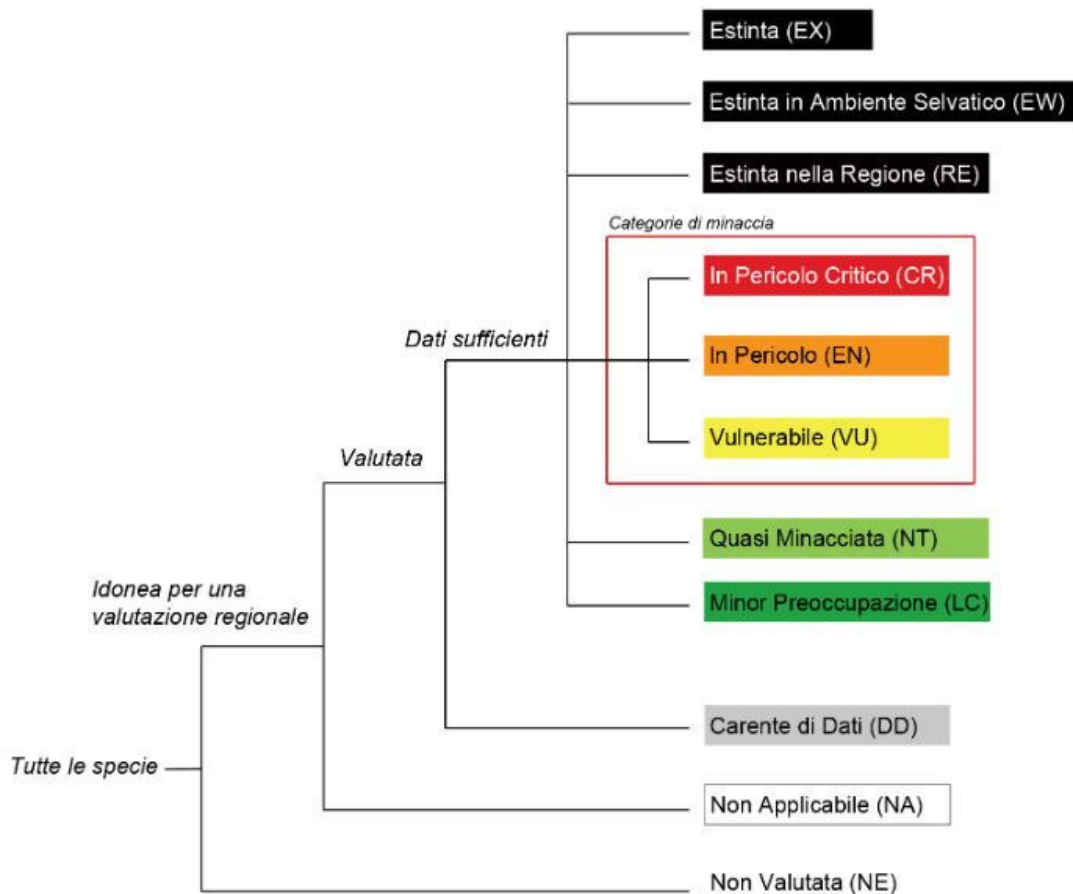 Estinta (EX)
Estinta in Ambiente Selvatico (EW)
Estinta nella Regione (RE)
Categorie di minaccia
In Pericolo Critico (CR)
Dati sufficienti
In Pericolo (EN)
Vulnerabile (VU)
Valutata
Quasi Minacciata (NT)
Idonea per una
valutazione regionale
Minor Preoccupazione (LC)
Carente di Dati (DD)
Tutte le specie
Non Applicabile (NA)
Non Valutata (NE)